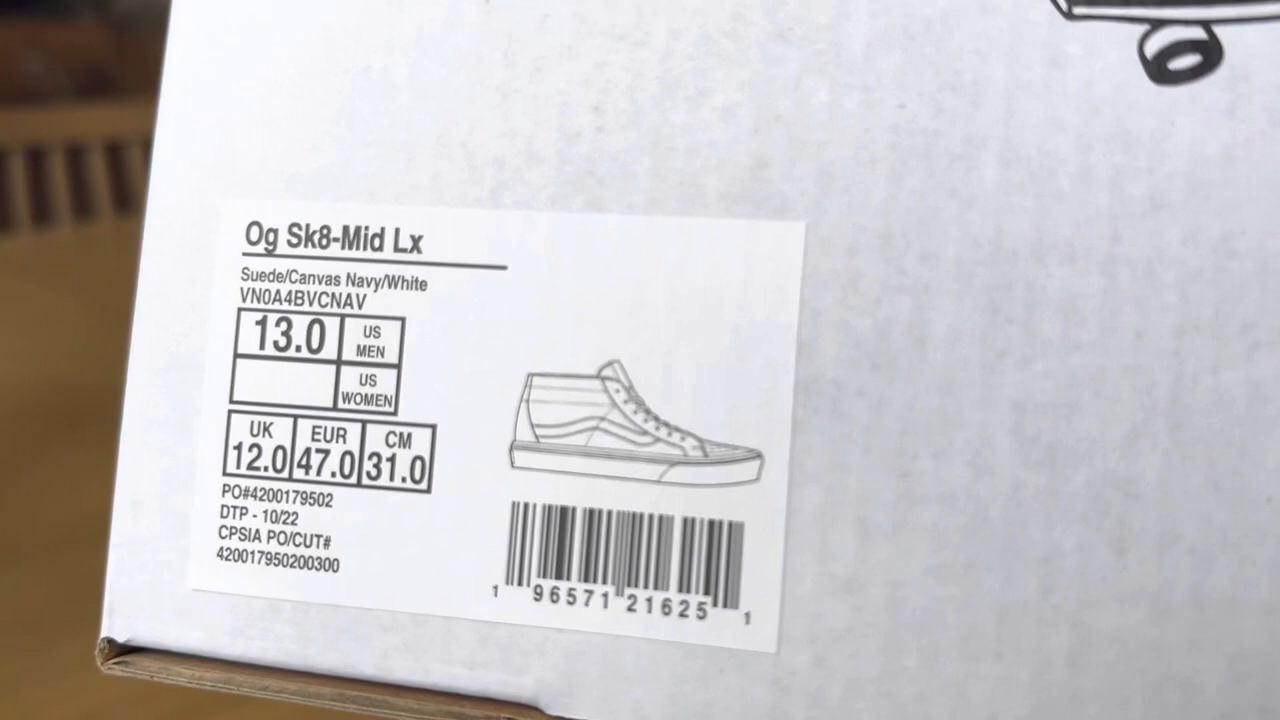 Og Sk8-Mid Lx
Suede/Canvas Navy/White
VN0A4BVCNAV
13.0 US MEN
US WOMEN
UK EUR CM
12.0 47.0 31.0
PO#4200179502
DTP - 10/22
CPSIA PO/CUT#
420017950200300
1 96571 21625 1